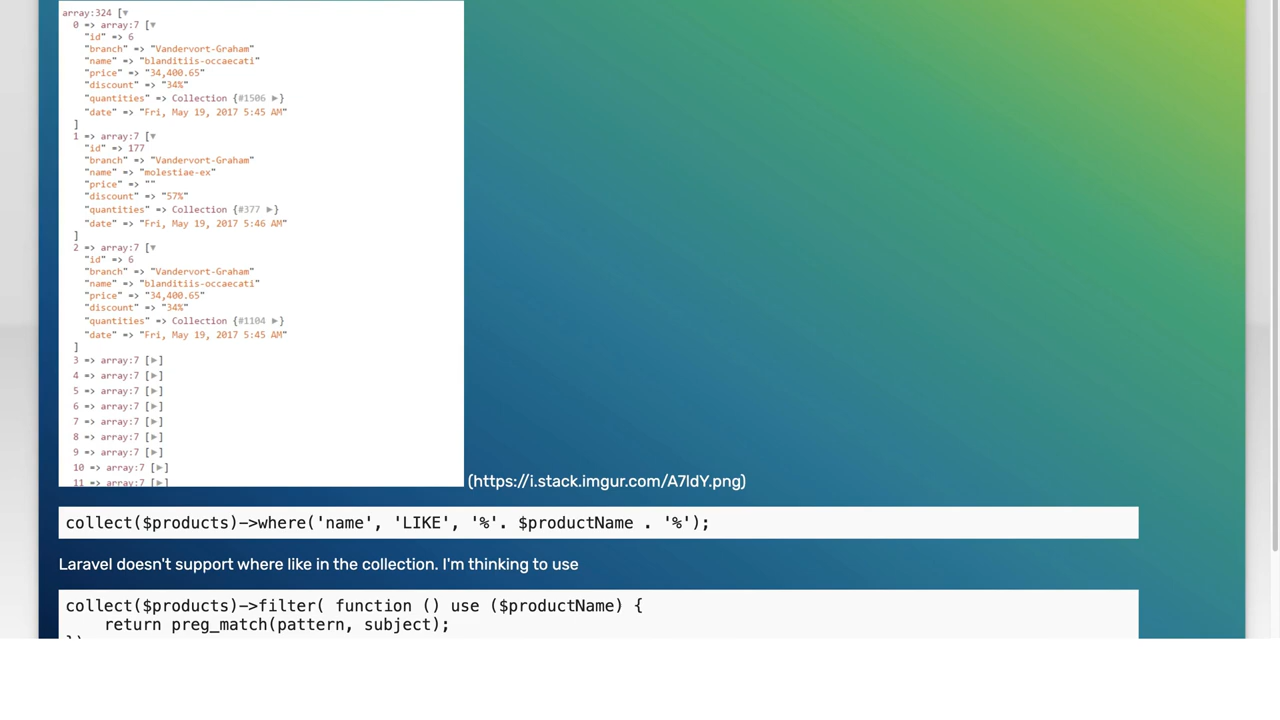 array:324 [▼
0 => array:7 [▼
"id" => 6
"branch" => "Vandervort-Graham"
"name" => "blanditiis-occaecati"
"price" => "34,400.65"
"discount" => "34%"
"quantities" => Collection {#1506 ▶}
"date" => "Fri, May 19, 2017 5:45 AM"
]
1 => array:7 [▼
"id" => 177
"branch" => "Vandervort-Graham"
"name" => "molestiae-ex"
"price" => ""
"discount" => "57%"
"quantities" => Collection {#377 ▶}
"date" => "Fri, May 19, 2017 5:46 AM"
]
2 => array:7 [▼
"id" => 6
"branch" => "Vandervort-Graham"
"name" => "blanditiis-occaecati"
"price" => "34,400.65"
"discount" => "34%"
"quantities" => Collection {#1104 ▶}
"date" => "Fri, May 19, 2017 5:45 AM"
]
3 => array:7 [▶]
4 => array:7 [▶]
5 => array:7 [▶]
6 => array:7 [▶]
7 => array:7 [▶]
8 => array:7 [▶]
9 => array:7 [▶]
10 => array:7 [▶]
11 => array:7 [▶]
(https://i.stack.imgur.com/A7ldY.png)
collect($products)->where('name', 'LIKE', '%'. $productName . '%');
Laravel doesn't support where like in the collection. I'm thinking to use
collect($products)->filter( function () use ($productName) {
return preg_match(pattern, subject);